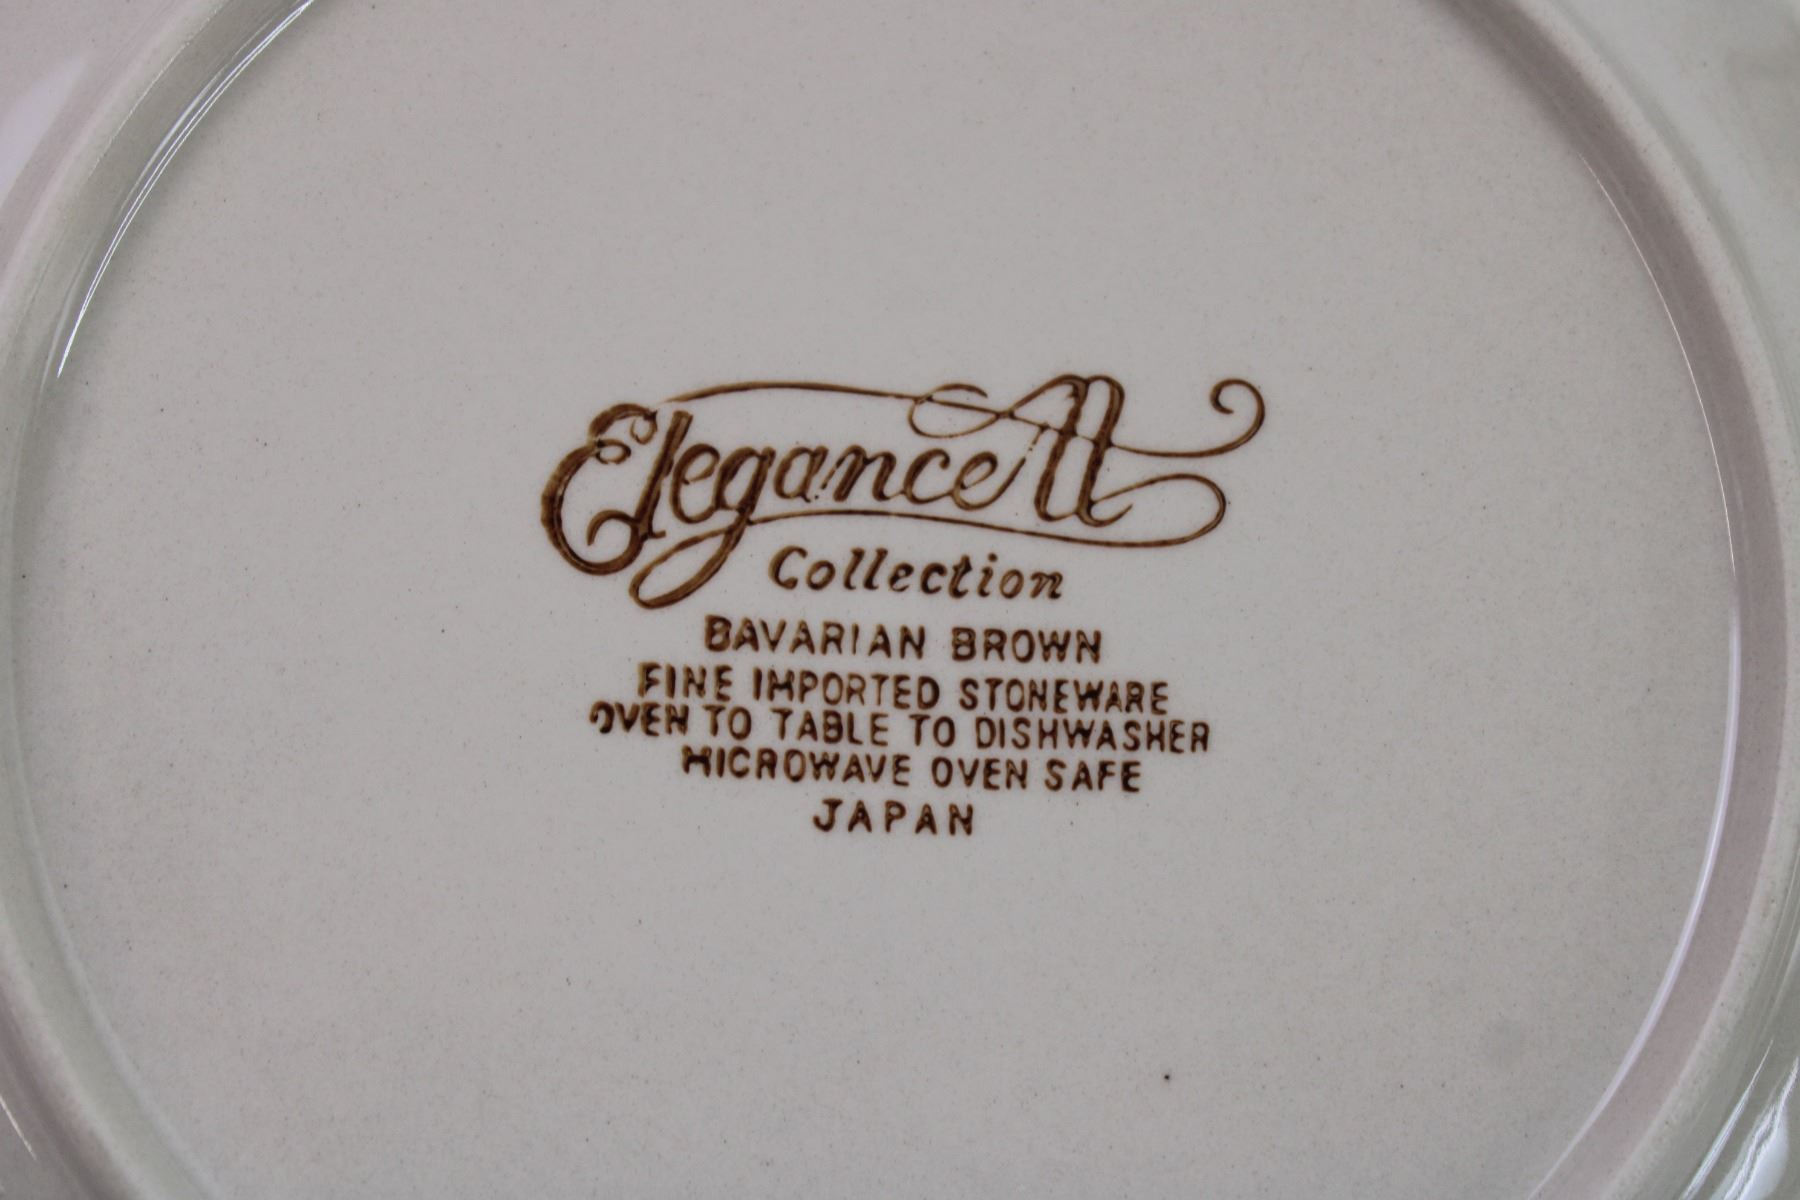 Elegance II
Collection
BAVARIAN BROWN
FINE IMPORTED STONEWARE
OVEN TO TABLE TO DISHWASHER
MICROWAVE OVEN SAFE
JAPAN